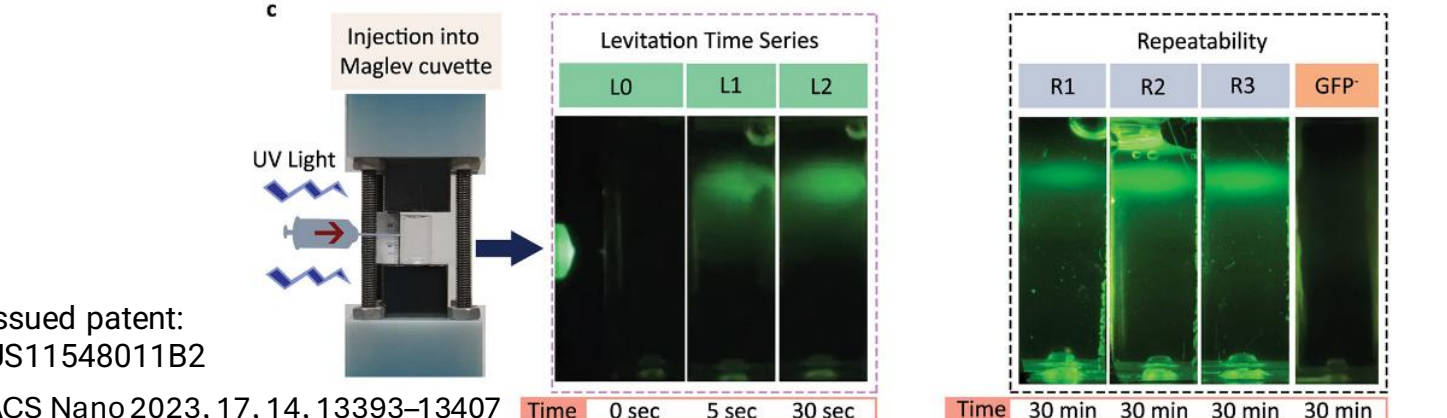 c
Injection into
Maglev cuvette
UV Light
Levitation Time Series
L0 L1 L2
Time 0 sec 5 sec 30 sec
Repeatability
R1 R2 R3 GFP-
Time 30 min 30 min 30 min 30 min
ssued patent:
US11548011B2
ACS Nano 2023, 17, 14, 13393–13407